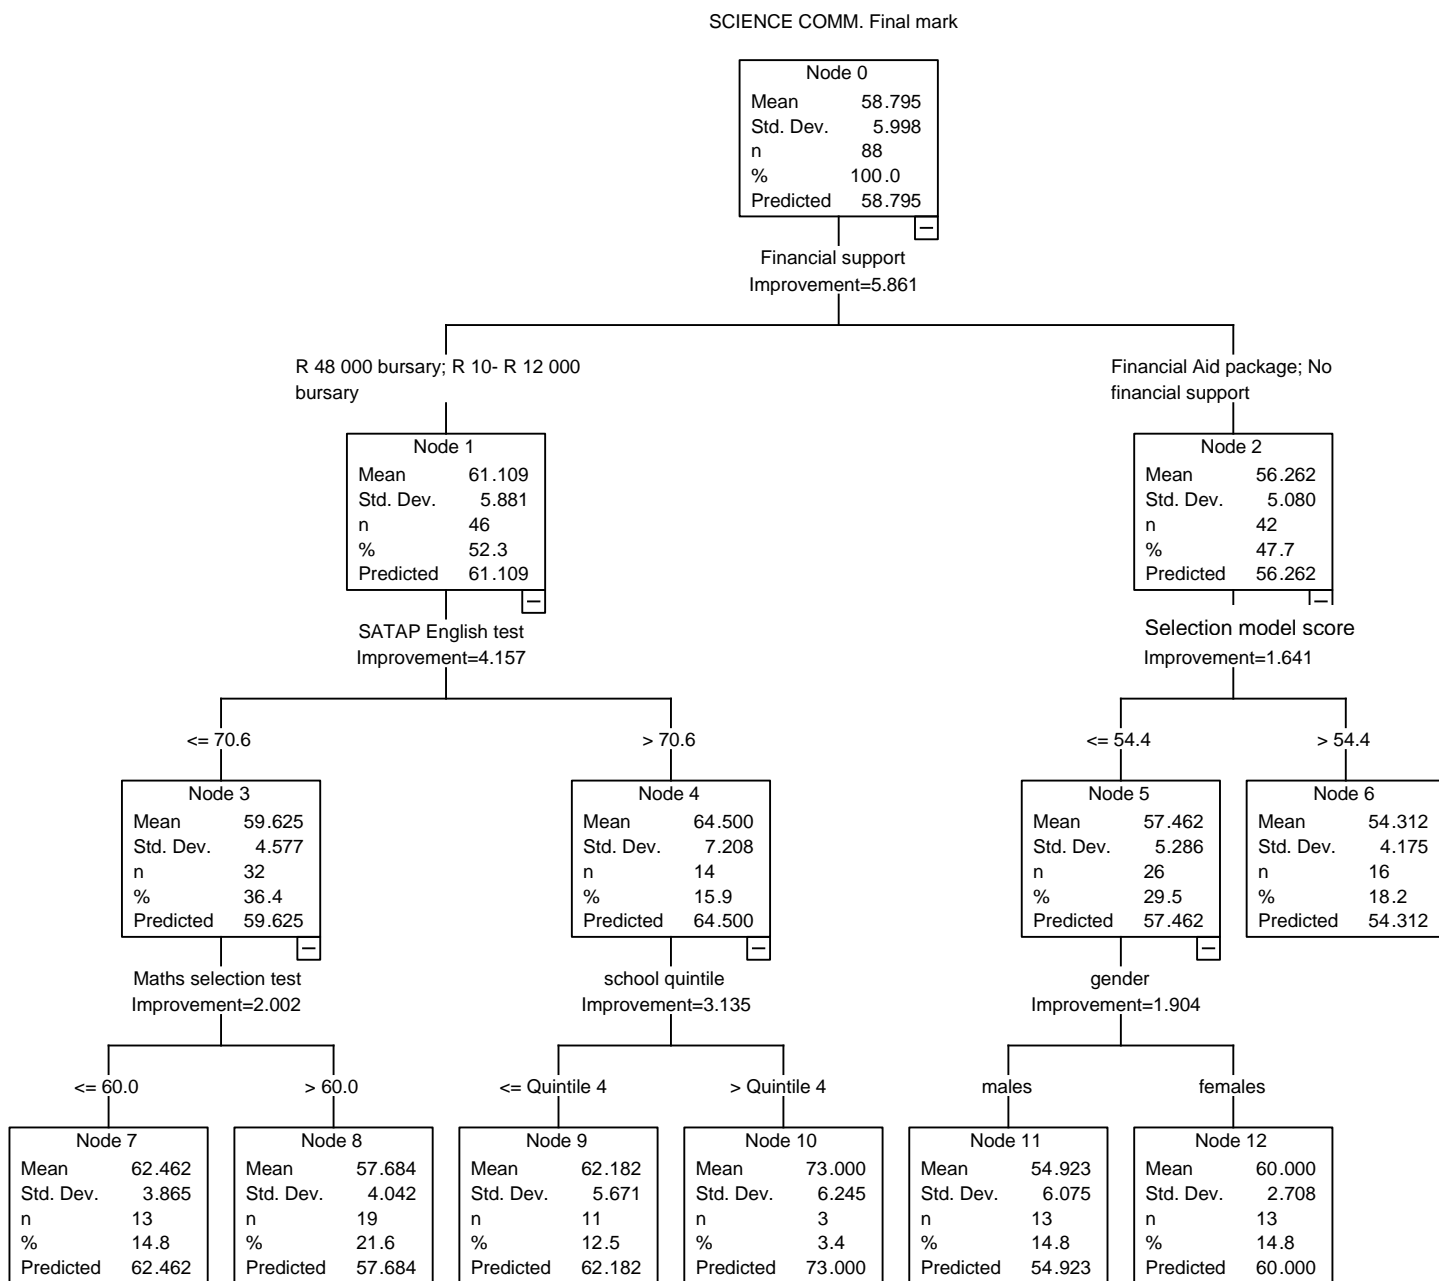 SCIENCE COMM. Final mark
Node 0
Mean 58.795
Std. Dev. 5.998
n 88
% 100.0
Predicted 58.795
Financial support
Improvement=5.861
R 48 000 bursary; R 10- R 12 000
bursary
Financial Aid package; No
financial support
Node 1
Mean 61.109
Std. Dev. 5.881
n 46
% 52.3
Predicted 61.109
Node 2
Mean 56.262
Std. Dev. 5.080
n 42
% 47.7
Predicted 56.262
SATAP English test
Improvement=4.157
Selection model score
Improvement=1.641
<= 70.6
> 70.6
<= 54.4
> 54.4
Node 3
Mean 59.625
Std. Dev. 4.577
n 32
% 36.4
Predicted 59.625
Node 4
Mean 64.500
Std. Dev. 7.208
n 14
% 15.9
Predicted 64.500
Node 5
Mean 57.462
Std. Dev. 5.286
n 26
% 29.5
Predicted 57.462
Node 6
Mean 54.312
Std. Dev. 4.175
n 16
% 18.2
Predicted 54.312
Maths selection test
Improvement=2.002
school quintile
Improvement=3.135
gender
Improvement=1.904
<= 60.0
> 60.0
<= Quintile 4
> Quintile 4
males
females
Node 7
Mean 62.462
Std. Dev. 3.865
n 13
% 14.8
Predicted 62.462
Node 8
Mean 57.684
Std. Dev. 4.042
n 19
% 21.6
Predicted 57.684
Node 9
Mean 62.182
Std. Dev. 5.671
n 11
% 12.5
Predicted 62.182
Node 10
Mean 73.000
Std. Dev. 6.245
n 3
% 3.4
Predicted 73.000
Node 11
Mean 54.923
Std. Dev. 6.075
n 13
% 14.8
Predicted 54.923
Node 12
Mean 60.000
Std. Dev. 2.708
n 13
% 14.8
Predicted 60.000